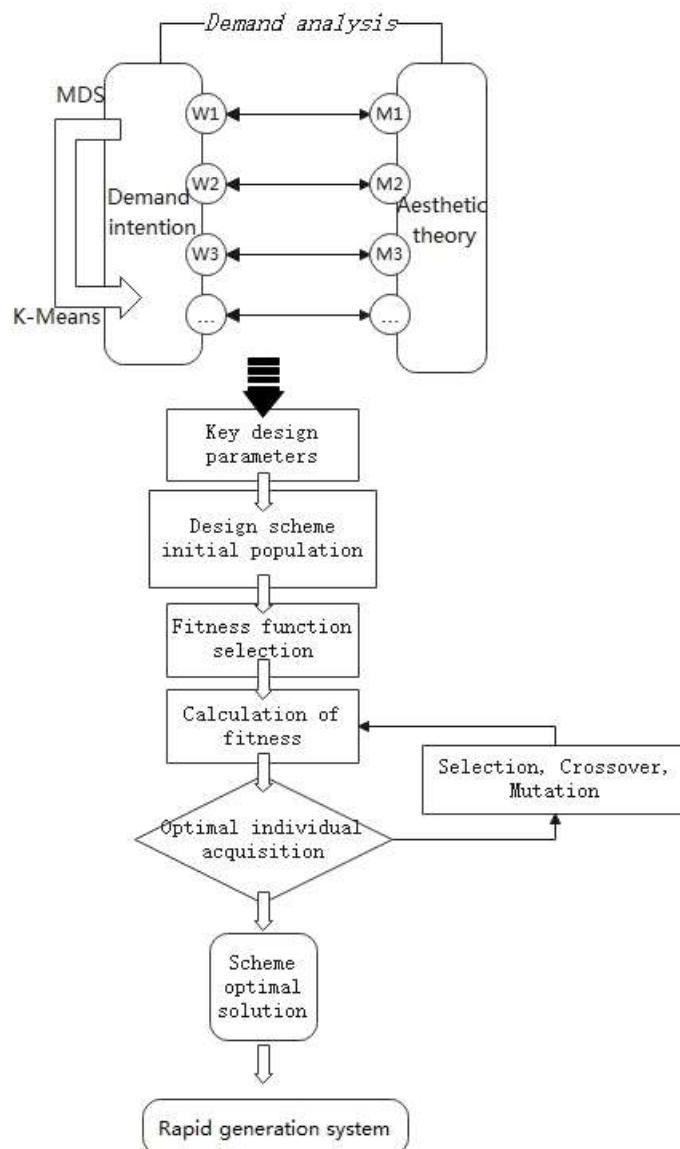 Demand analysis
MDS
W1
M1
W2
M2
Demand
intention
Aesthetic
theory
W3
M3
K-Means
...
...
Key design
parameters
Design scheme
initial population
Fitness function
selection
Calculation of
fitness
Selection, Crossover,
Mutation
Optimal individual
acquisition
Scheme
optimal
solution
Rapid generation system